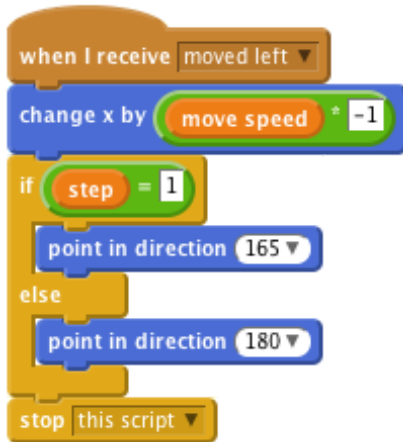 when I receive moved left ▼
change x by move speed * -1
if step = 1
point in direction 165 ▼
else
point in direction 180 ▼
stop this script ▼